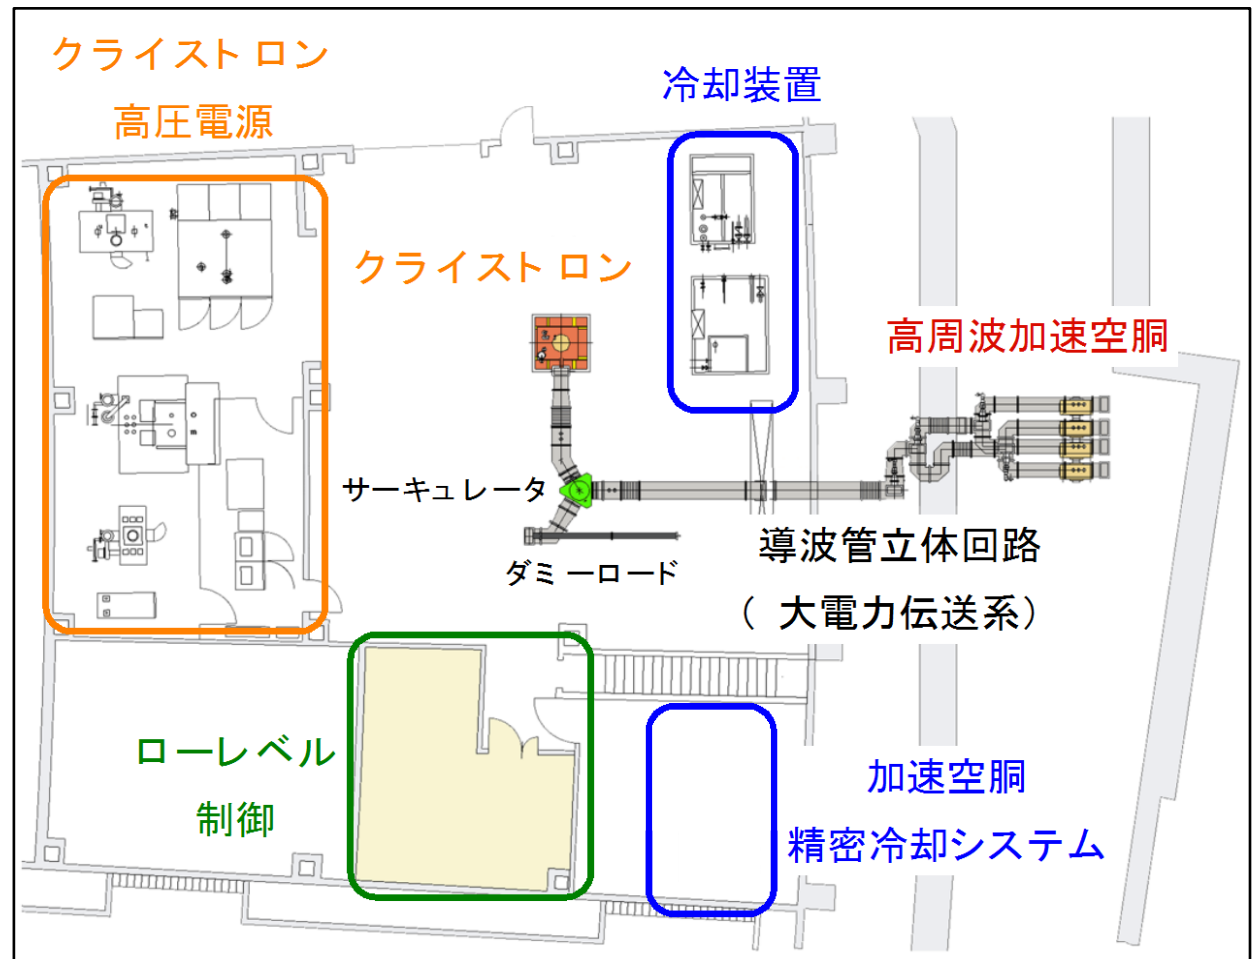 クライストロン
高圧電源
冷却装置
クライストロン
高周波加速空胴
サーキュレータ
ダミーロード
導波管立体回路
（大電力伝送系）
ローレベル
制御
加速空胴
精密冷却システム